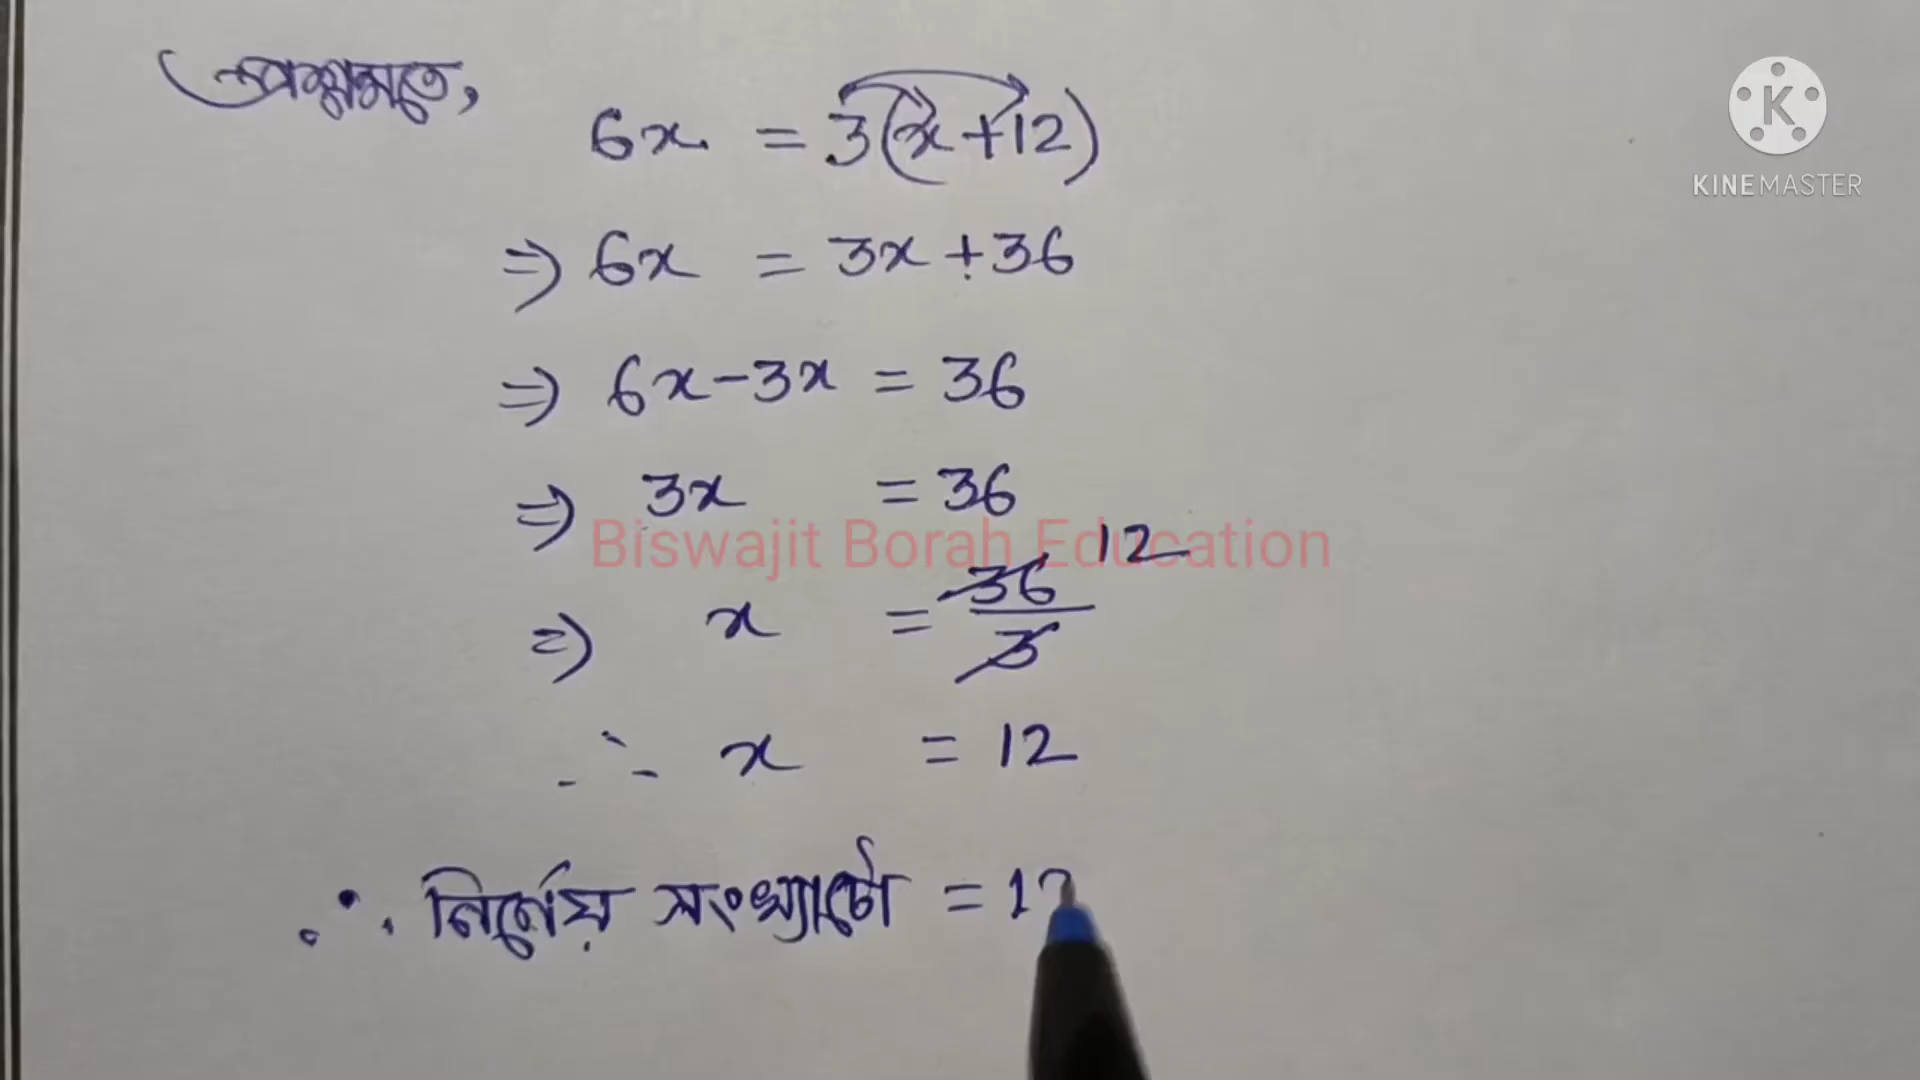 প্রশ্নমতে,
6x = 3(x+12)
K
KINEMASTER
⇒ 6x = 3x+36
⇒ 6x-3x = 36
⇒ 3x = 36
Biswajit Borah Education
12
⇒ x = 36/3
∴ x = 12
∴ নিৰ্ণেয় সংখ্যাটো = 12